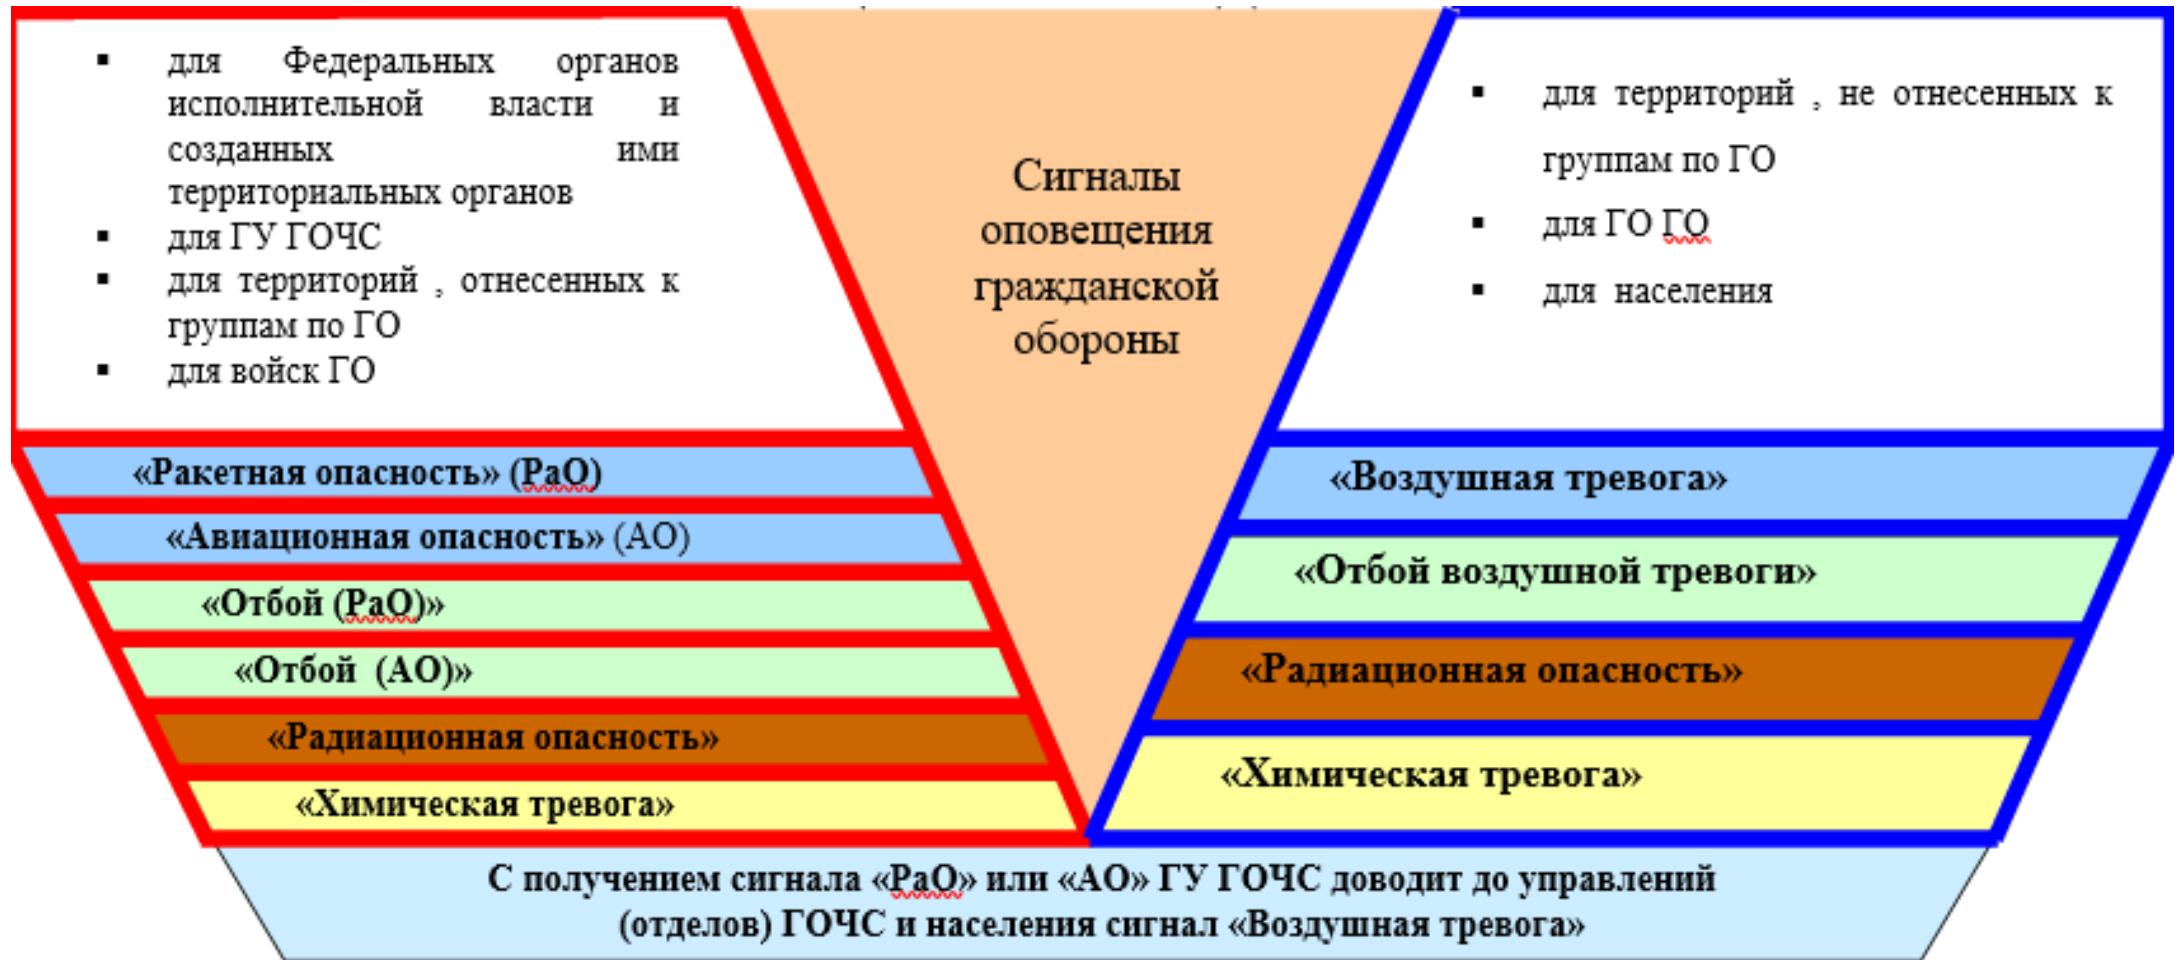 для Федеральных органов
исполнительной власти и
созданных ими
территориальных органов
для ГУ ГОЧС
для территорий , отнесенных к
группам по ГО
для войск ГО
«Ракетная опасность» (РаО)
«Авиационная опасность» (АО)
«Отбой (РаО)»
«Отбой (АО)»
«Радиационная опасность»
«Химическая тревога»
Сигналы
оповещения
гражданской
обороны
для территорий , не отнесенных к
группам по ГО
для ГО ГО
для населения
«Воздушная тревога»
«Отбой воздушной тревоги»
«Радиационная опасность»
«Химическая тревога»
С получением сигнала «РаО» или «АО» ГУ ГОЧС доводит до управлений
(отделов) ГОЧС и населения сигнал «Воздушная тревога»